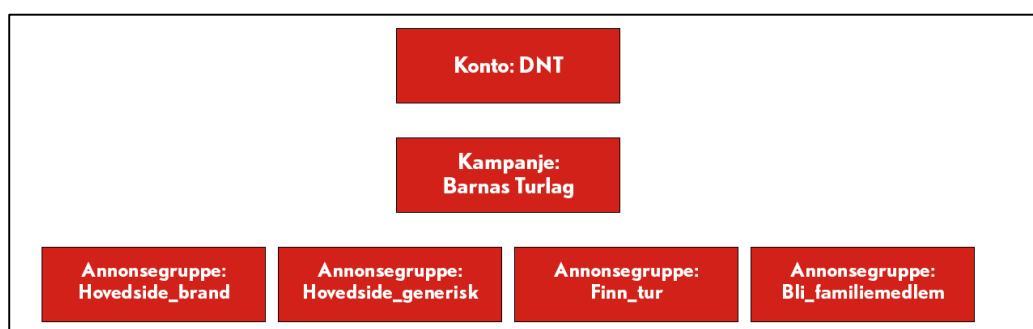 Konto: DNT
Kampanje:
Barnas Turlag
Annonsegruppe:
Hovedside_brand
Annonsegruppe:
Hovedside_generisk
Annonsegruppe:
Finn_tur
Annonsegruppe:
Bli_familiemedlem